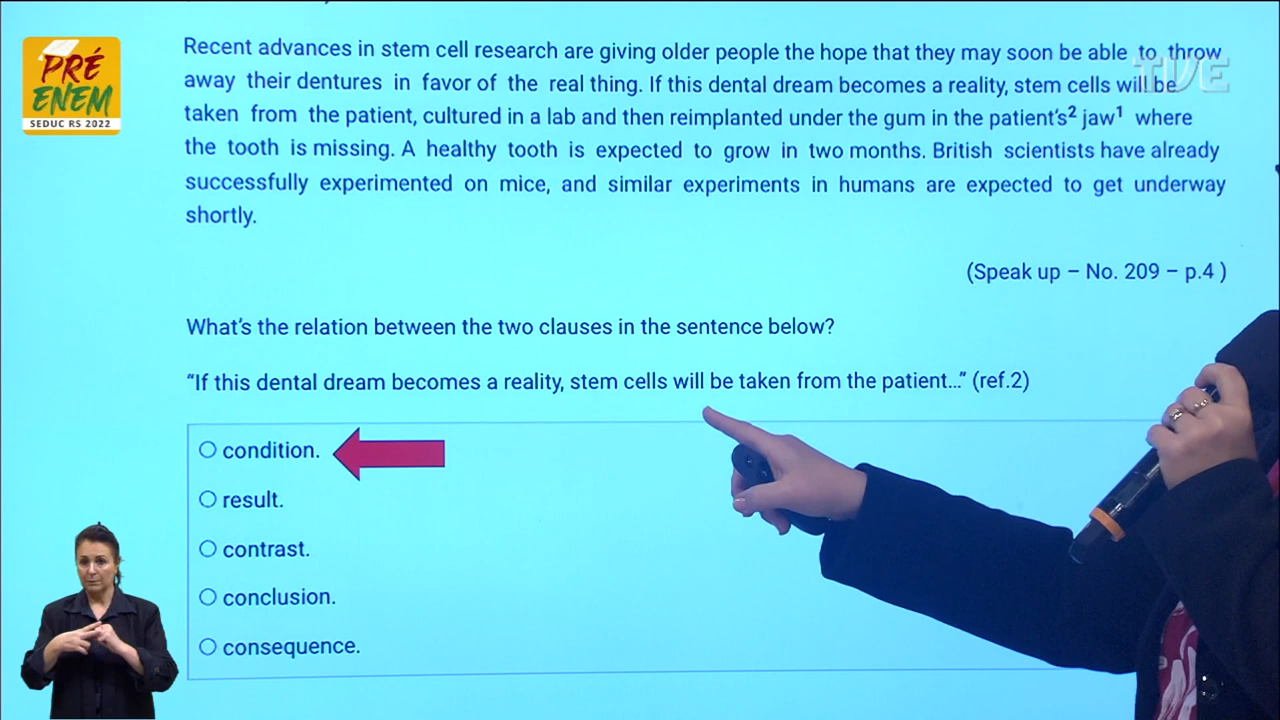 PRÉ
ENEM
SEDUC RS 2022
TVE
Recent advances in stem cell research are giving older people the hope that they may soon be able to throw
away their dentures in favor of the real thing. If this dental dream becomes a reality, stem cells will be
taken from the patient, cultured in a lab and then reimplanted under the gum in the patient's² jaw¹ where
the tooth is missing. A healthy tooth is expected to grow in two months. British scientists have already
successfully experimented on mice, and similar experiments in humans are expected to get underway
shortly.
(Speak up – No. 209 – p.4 )
What's the relation between the two clauses in the sentence below?
“If this dental dream becomes a reality, stem cells will be taken from the patient...” (ref.2)
condition.
result.
contrast.
conclusion.
consequence.